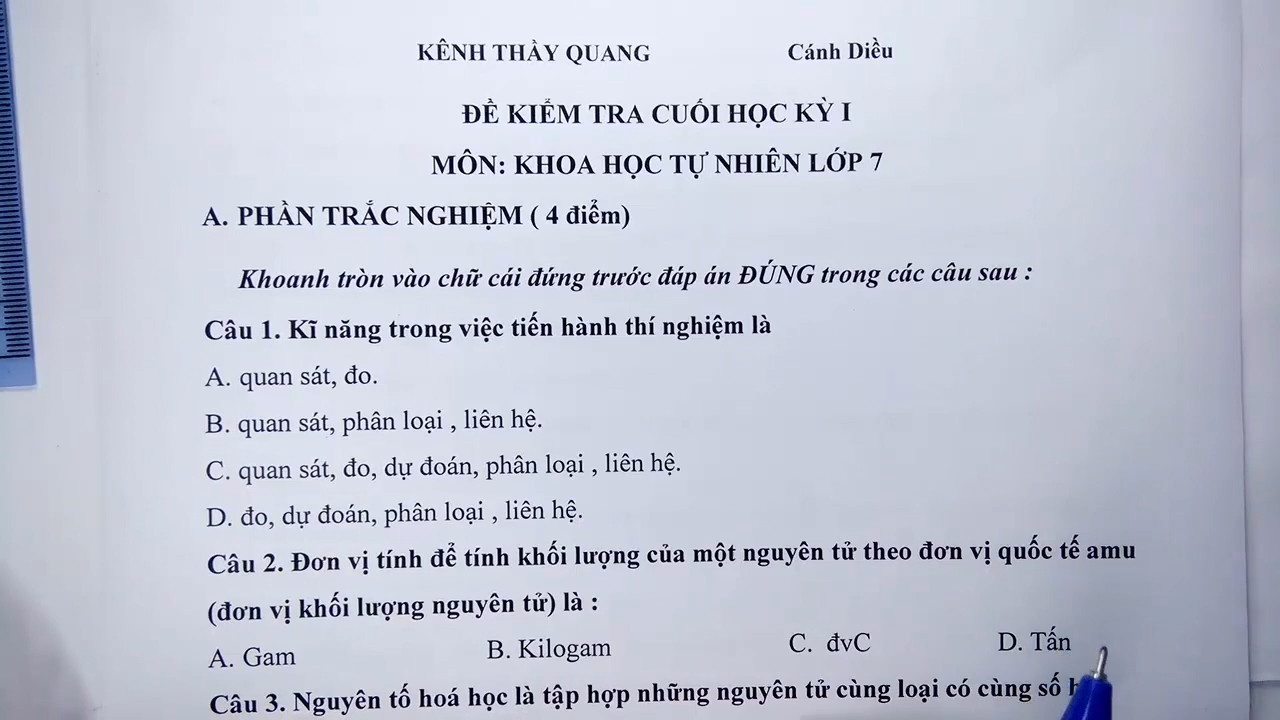 KÊNH THẦY QUANG Cánh Diều
ĐỀ KIỂM TRA CUỐI HỌC KỲ I
MÔN: KHOA HỌC TỰ NHIÊN LỚP 7
A. PHẦN TRẮC NGHIỆM ( 4 điểm)
Khoanh tròn vào chữ cái đứng trước đáp án ĐÚNG trong các câu sau :
Câu 1. Kĩ năng trong việc tiến hành thí nghiệm là
A. quan sát, đo.
B. quan sát, phân loại , liên hệ.
C. quan sát, đo, dự đoán, phân loại , liên hệ.
D. đo, dự đoán, phân loại , liên hệ.
Câu 2. Đơn vị tính để tính khối lượng của một nguyên tử theo đơn vị quốc tế amu
(đơn vị khối lượng nguyên tử) là :
A. Gam B. Kilogam C. đvC D. Tấn
Câu 3. Nguyên tố hoá học là tập hợp những nguyên tử cùng loại có cùng số